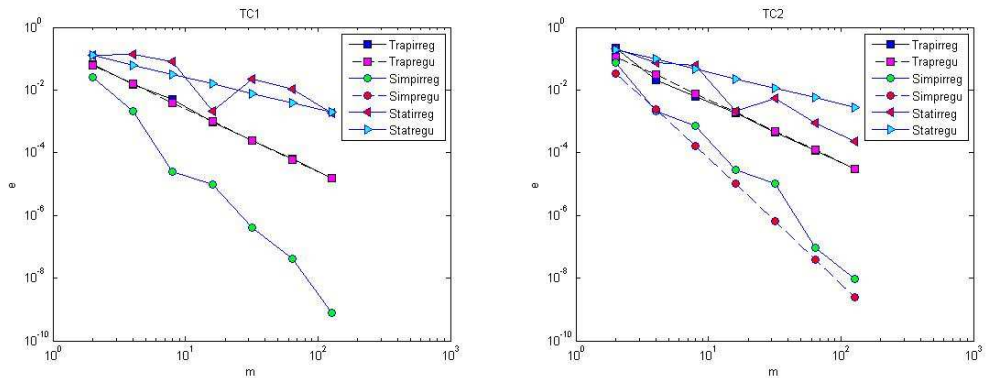 TC1
10^0
10^-2
10^-4
10^-6
10^-8
10^-10
e
10^0
10^1
10^2
10^3
m
Trapirreg
Trapregu
Simpirreg
Simpregu
Statirreg
Statregu
TC2
10^0
10^-2
10^-4
10^-6
10^-8
10^-10
e
10^0
10^1
10^2
10^3
m
Trapirreg
Trapregu
Simpirreg
Simpregu
Statirreg
Statregu